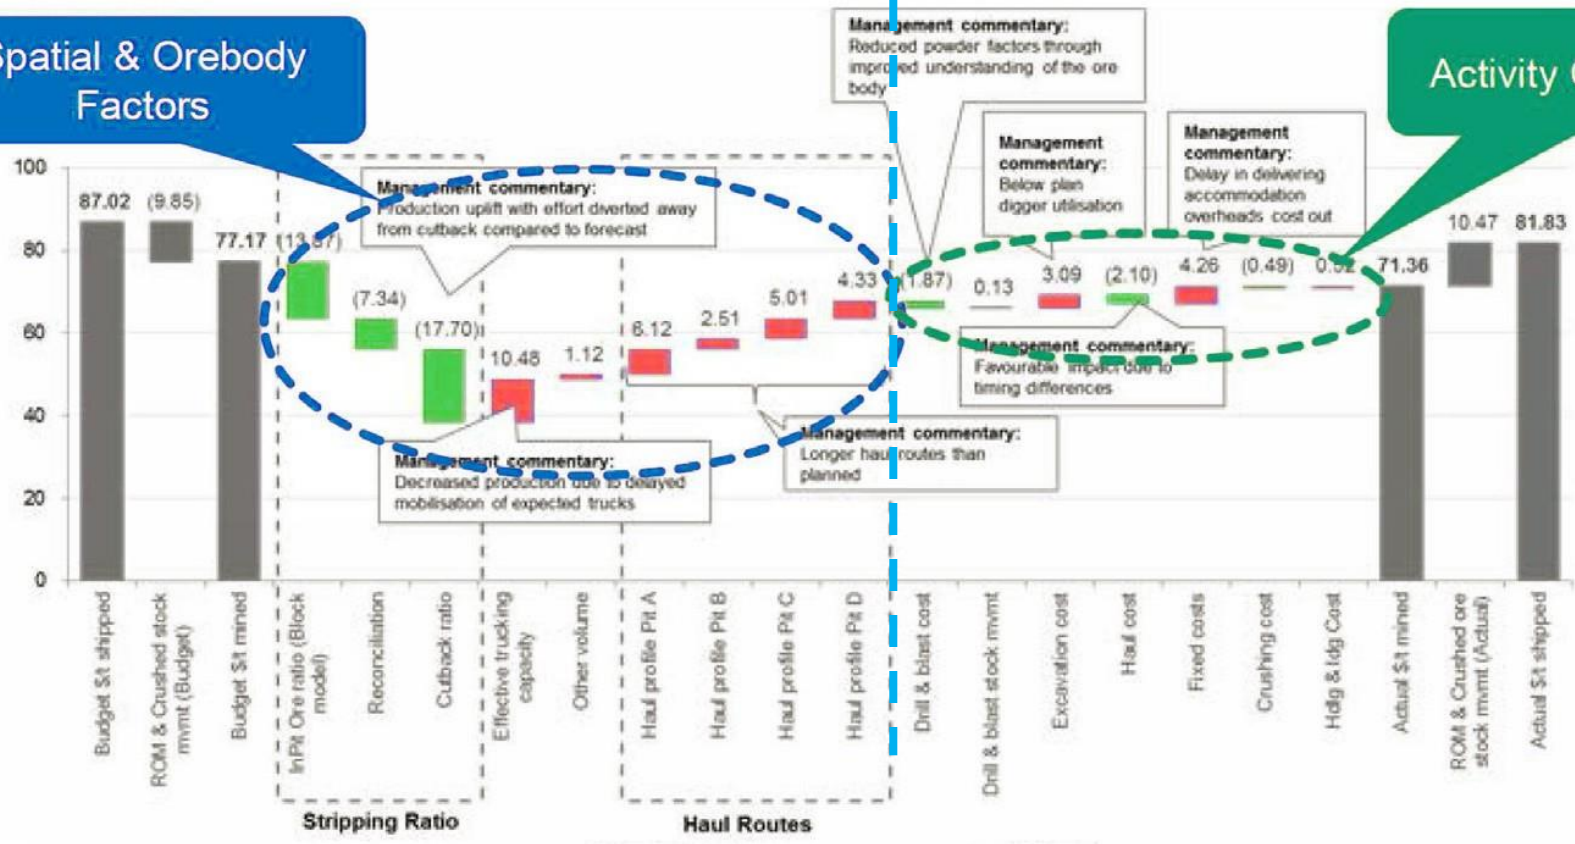 Spatial & Orebody
Factors
Activity
Management commentary:
Reduced powder factors through
improved understanding of the ore
body
Management
commentary:
Below plan
digger utilisation
Management
commentary:
Delay in delivering
accommodation
overheads cost out
Management commentary:
Production uplift with effort diverted away
from cutback compared to forecast
Management commentary:
Decreased production due to delayed
mobilisation of expected trucks
Management commentary:
Longer haul routes than
planned
Management commentary:
Favourable impact due to
timing differences
100
80
60
40
20
0
87.02
(9.85)
77.17
(7.34)
(17.70)
10.48
1.12
6.12
2.51
5.01
4.33
(1.87)
0.13
3.09
(2.10)
4.26
(0.49)
71.36
10.47
81.83
Budget $/t shipped
ROM & Crushed stock
mvmt (Budget)
Budget $/t mined
InPit Ore ratio (Block
model)
Reconciliation
Cutback ratio
Effective trucking
capacity
Other volume
Haul profile Pit A
Haul profile Pit B
Haul profile Pit C
Haul profile Pit D
Drill & blast cost
Drill & blast stock mvmt
Excavation cost
Haul cost
Fixed costs
Crushing cost
Hdlg & ldg Cost
Actual $/t mined
ROM & Crushed ore
stock mvmt (Actual)
Actual $/t shipped
Stripping Ratio
Haul Routes